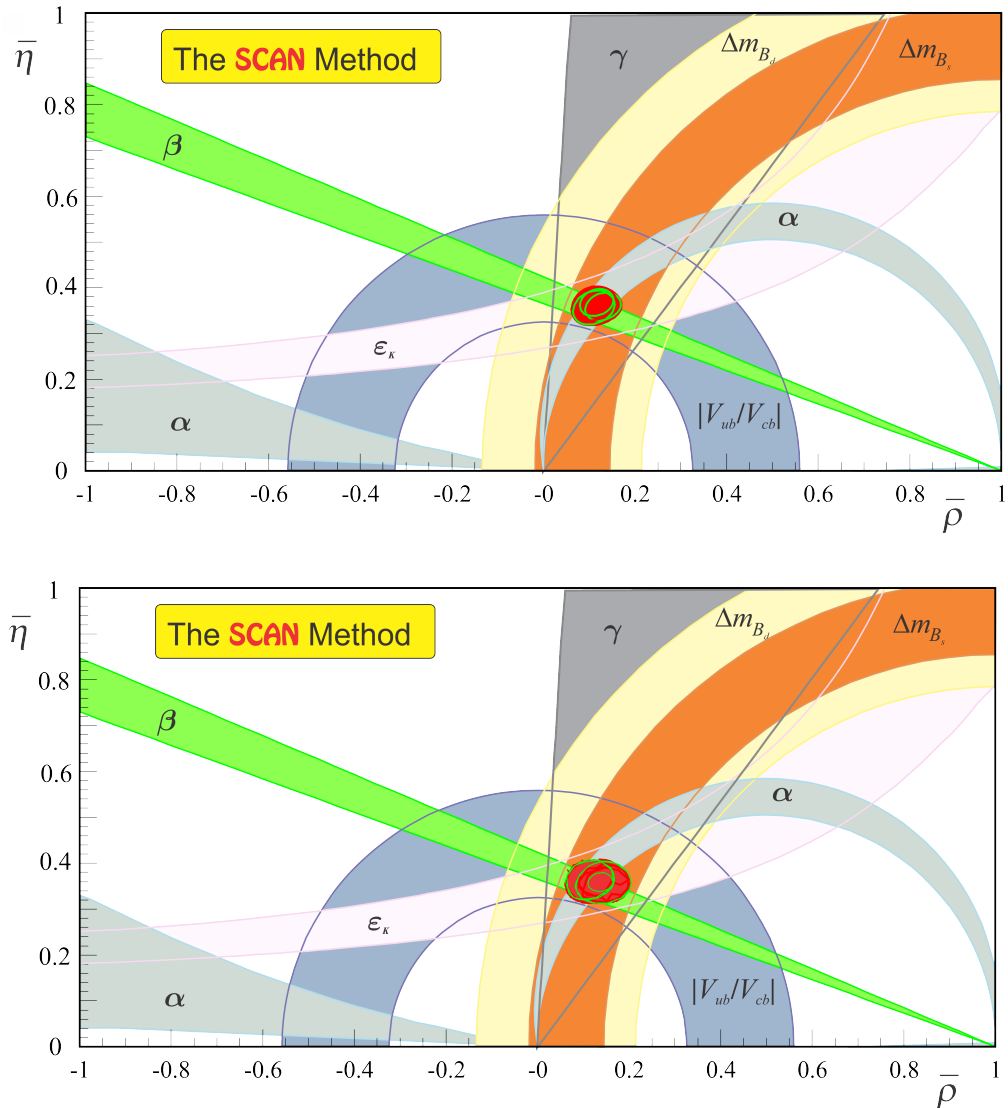 η̄
1
The SCAN Method
γ
Δm_{B_d}
Δm_{B_s}
0.8
β
0.6
α
0.4
ε_K
0.2
α
|V_{ub}/V_{cb}|
0
-1 -0.8 -0.6 -0.4 -0.2 -0 0.2 0.4 0.6 0.8 1
ρ̄
1
η̄
The SCAN Method
γ
Δm_{B_d}
Δm_{B_s}
0.8
β
0.6
α
0.4
ε_K
0.2
α
|V_{ub}/V_{cb}|
0
-1 -0.8 -0.6 -0.4 -0.2 -0 0.2 0.4 0.6 0.8 1
ρ̄